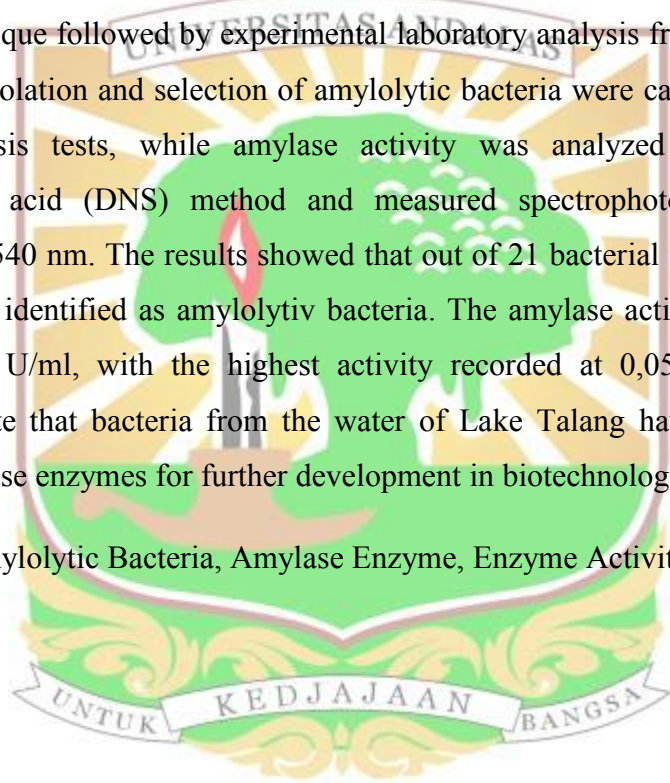 que followed by experimental laboratory analysis fr
UNIVERSITAS ANDALAS
olation and selection of amylolytic bacteria were ca
sis tests, while amylase activity was analyzed
acid (DNS) method and measured spectrophoto
540 nm. The results showed that out of 21 bacterial
identified as amylolytiv bacteria. The amylase acti
U/ml, with the highest activity recorded at 0,05
te that bacteria from the water of Lake Talang ha
se enzymes for further development in biotechnolog
ylolytic Bacteria, Amylase Enzyme, Enzyme Activit
UNTUK KEDJAJAAN BANGSA